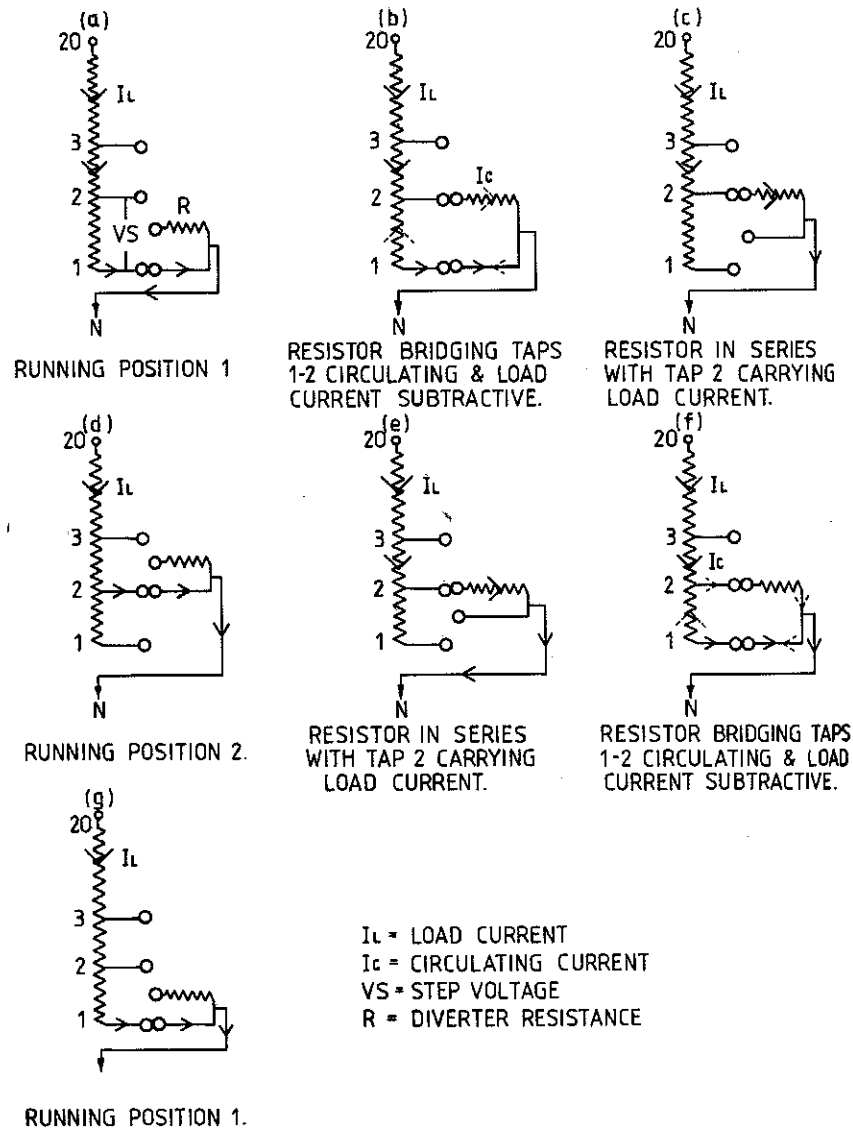 (a)
20
IL
3
2
R
VS
1
N
RUNNING POSITION 1
(b)
20
IL
3
Ic
2
1
N
RESISTOR BRIDGING TAPS
1-2 CIRCULATING & LOAD
CURRENT SUBTRACTIVE.
(c)
20
IL
3
2
1
N
RESISTOR IN SERIES
WITH TAP 2 CARRYING
LOAD CURRENT.
(d)
20
IL
3
2
1
N
RUNNING POSITION 2.
(e)
20
IL
3
2
1
N
RESISTOR IN SERIES
WITH TAP 2 CARRYING
LOAD CURRENT.
(f)
20
IL
3
Ic
2
1
N
RESISTOR BRIDGING TAPS
1-2 CIRCULATING & LOAD
CURRENT SUBTRACTIVE.
(g)
20
IL
3
2
1
RUNNING POSITION 1.
IL = LOAD CURRENT
Ic = CIRCULATING CURRENT
VS = STEP VOLTAGE
R = DIVERTER RESISTANCE